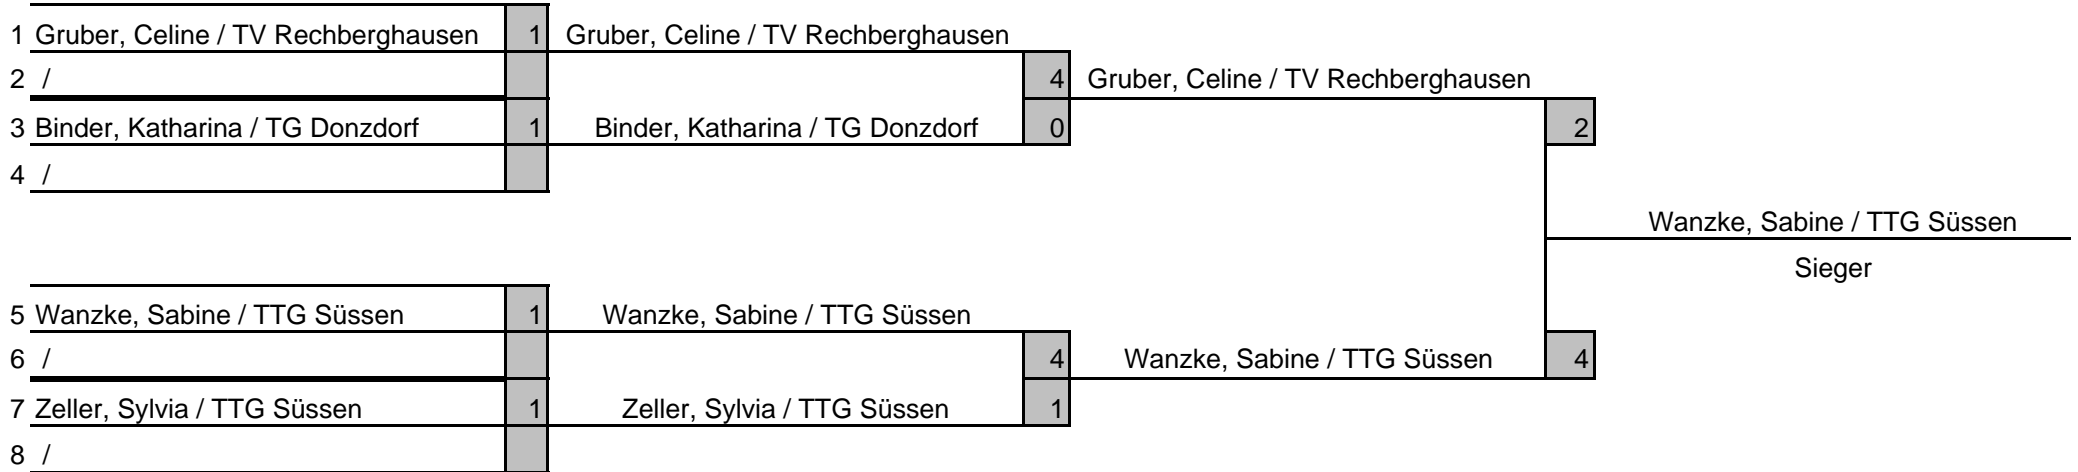 1 Gruber, Celine / TV Rechberghausen 1 Gruber, Celine / TV Rechberghausen
2 / 4 Gruber, Celine / TV Rechberghausen
3 Binder, Katharina / TG Donzdorf 1 Binder, Katharina / TG Donzdorf 0 2
4 /
Wanzke, Sabine / TTG Süssen
Sieger
5 Wanzke, Sabine / TTG Süssen 1 Wanzke, Sabine / TTG Süssen
6 / 4 Wanzke, Sabine / TTG Süssen 4
7 Zeller, Sylvia / TTG Süssen 1 Zeller, Sylvia / TTG Süssen 1
8 /